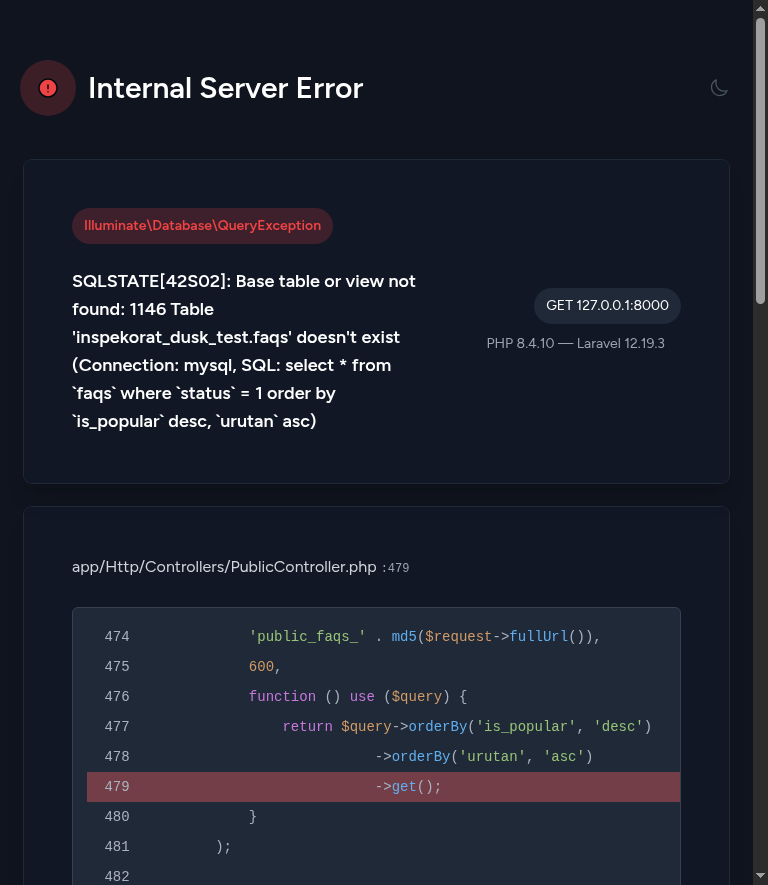 Internal Server Error
Illuminate\Database\QueryException
SQLSTATE[42S02]: Base table or view not
found: 1146 Table
'inspekorat_dusk_test.faqs' doesn't exist
(Connection: mysql, SQL: select * from
`faqs` where `status` = 1 order by
`is_popular` desc, `urutan` asc)
GET 127.0.0.1:8000
PHP 8.4.10 — Laravel 12.19.3
app/Http/Controllers/PublicController.php :479
474 'public_faqs_' . md5($request->fullUrl()),
475 600,
476 function () use ($query) {
477 return $query->orderBy('is_popular', 'desc')
478 ->orderBy('urutan', 'asc')
479 ->get();
480 }
481 );
482